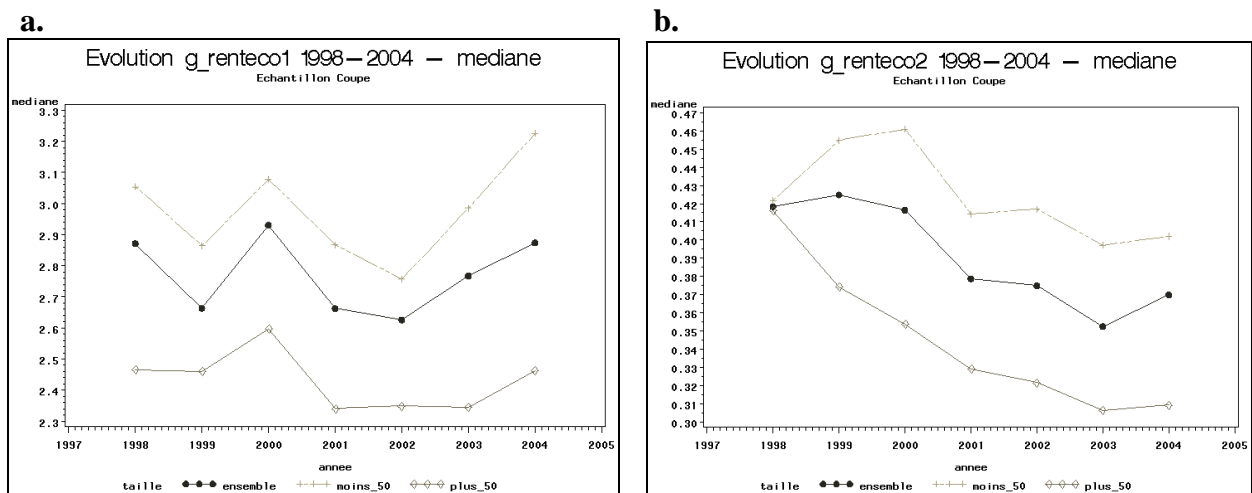 a.
Evolution g_renteco1 1998–2004 – mediane
Echantillon Coupe
mediane
3.3
3.2
3.1
3.0
2.9
2.8
2.7
2.6
2.5
2.4
2.3
1997 1998 1999 2000 2001 2002 2003 2004 2005
annee
taille ensemble moins_50 plus_50
b.
Evolution g_renteco2 1998–2004 – mediane
Echantillon Coupe
mediane
0.47
0.46
0.45
0.44
0.43
0.42
0.41
0.40
0.39
0.38
0.37
0.36
0.35
0.34
0.33
0.32
0.31
0.30
1997 1998 1999 2000 2001 2002 2003 2004 2005
annee
taille ensemble moins_50 plus_50